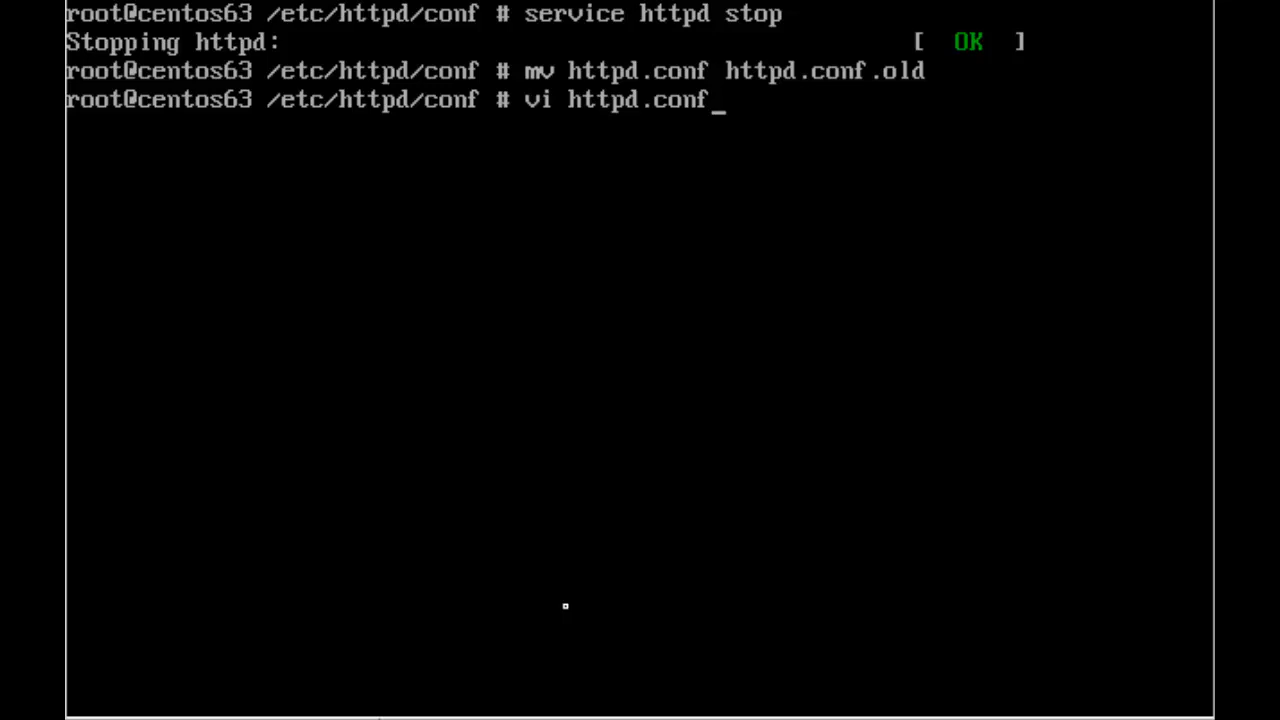 root@centos63 /etc/httpd/conf # service httpd stop
Stopping httpd: [ OK ]
root@centos63 /etc/httpd/conf # mv httpd.conf httpd.conf.old
root@centos63 /etc/httpd/conf # vi httpd.conf_